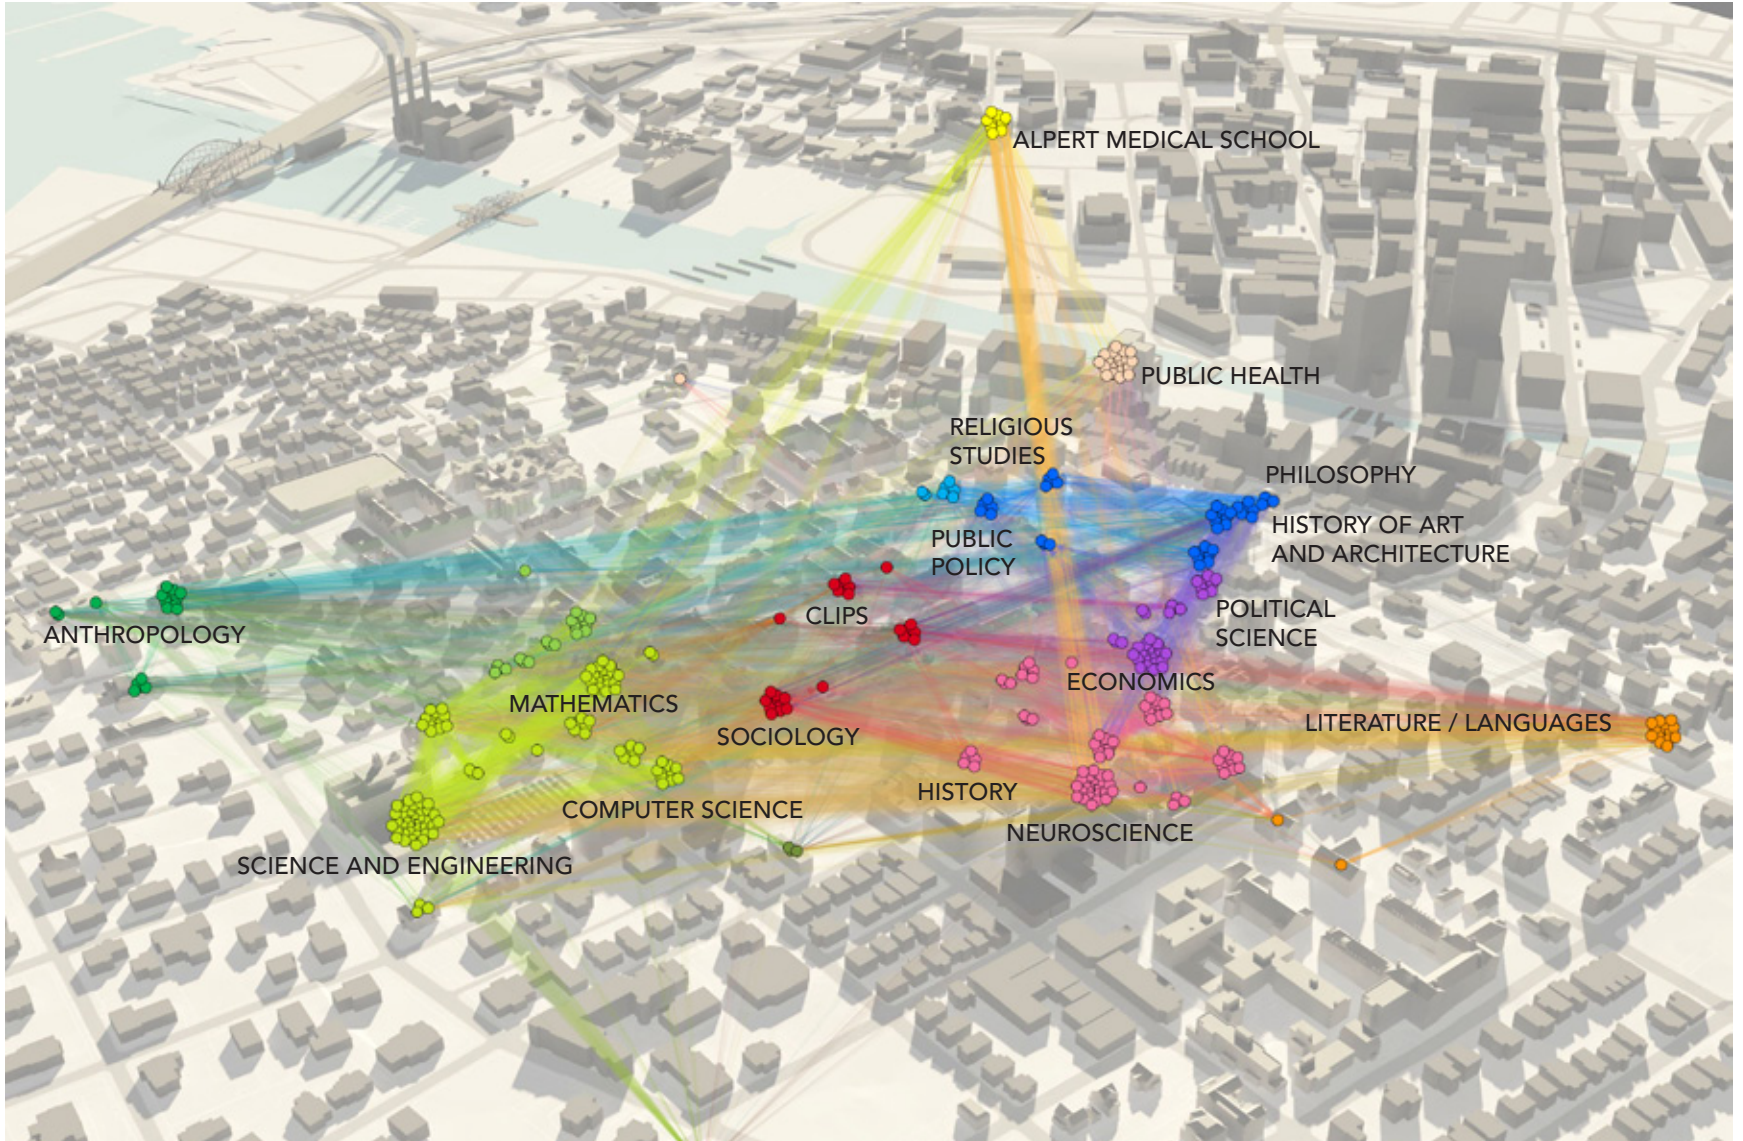 ALPERT MEDICAL SCHOOL
PUBLIC HEALTH
RELIGIOUS
STUDIES
PHILOSOPHY
HISTORY OF ART
AND ARCHITECTURE
PUBLIC
POLICY
CLIPS
POLITICAL
SCIENCE
ANTHROPOLOGY
ECONOMICS
MATHEMATICS
LITERATURE / LANGUAGES
SOCIOLOGY
HISTORY
COMPUTER SCIENCE
NEUROSCIENCE
SCIENCE AND ENGINEERING